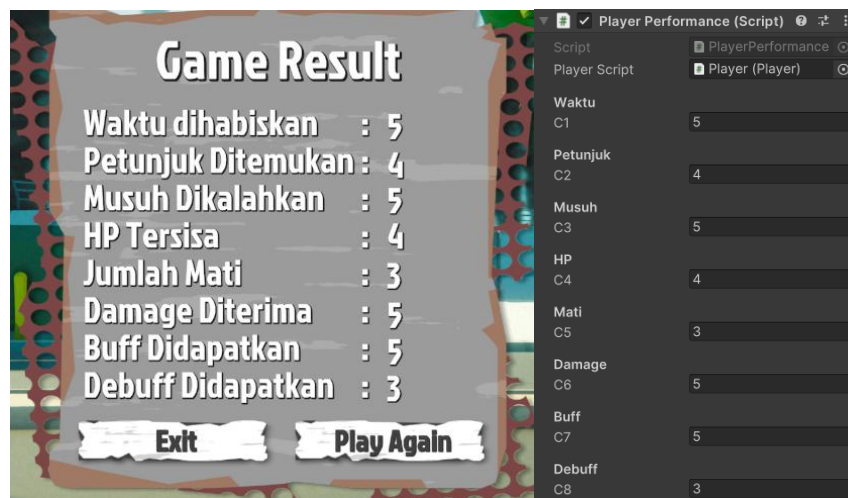 Game Result
Waktu dihabiskan : 5
Petunjuk Ditemukan : 4
Musuh Dikalahkan : 5
HP Tersisa : 4
Jumlah Mati : 3
Damage Diterima : 5
Buff Didapatkan : 5
Debuff Didapatkan : 3
Exit Play Again
Player Performance (Script)
Script PlayerPerformance
Player Script Player (Player)
Waktu
C1 5
Petunjuk
C2 4
Musuh
C3 5
HP
C4 4
Mati
C5 3
Damage
C6 5
Buff
C7 5
Debuff
C8 3